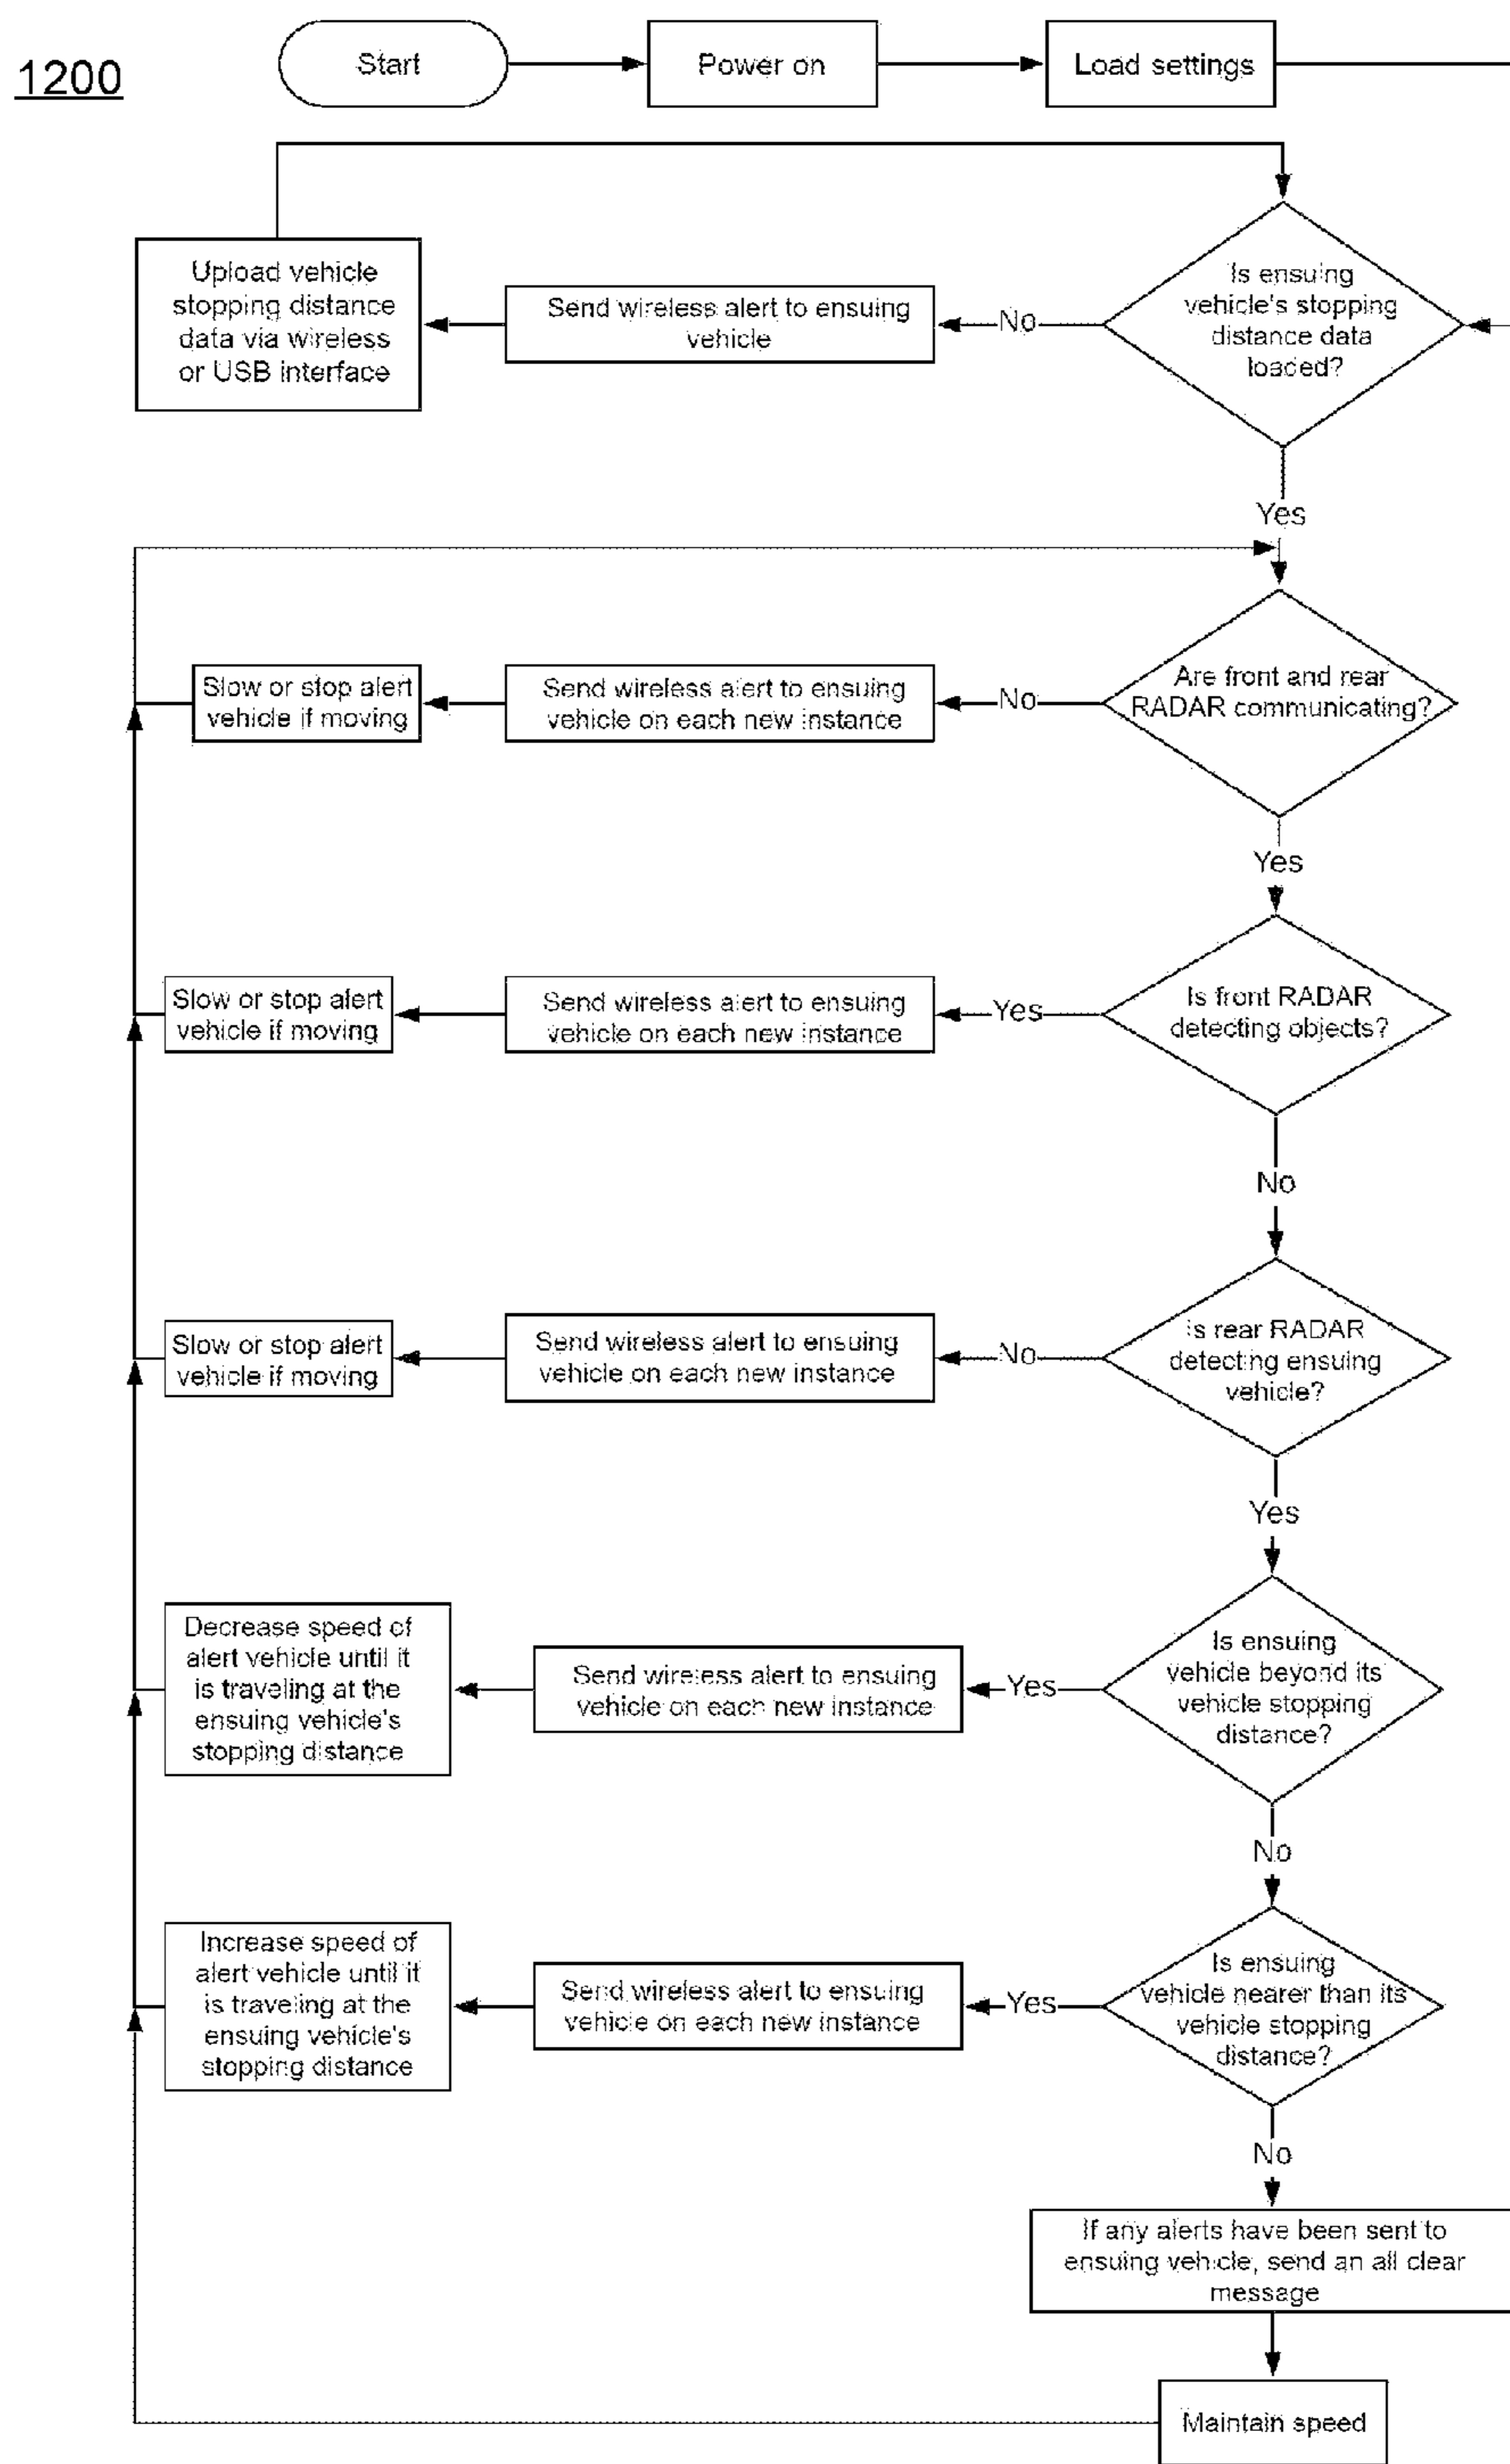 1200
Start
Power on
Load settings
Upload vehicle
stopping distance
data via wireless
or USB interface
Send wireless alert to ensuing
vehicle
No
Is ensuing
vehicle's stopping
distance data
loaded?
Yes
Slow or stop alert
vehicle if moving
Send wireless alert to ensuing
vehicle on each new instance
No
Are front and rear
RADAR communicating?
Yes
Slow or stop alert
vehicle if moving
Send wireless alert to ensuing
vehicle on each new instance
Yes
Is front RADAR
detecting objects?
No
Slow or stop alert
vehicle if moving
Send wireless alert to ensuing
vehicle on each new instance
No
Is rear RADAR
detecting ensuing
vehicle?
Yes
Decrease speed of
alert vehicle until it
is traveling at the
ensuing vehicle's
stopping distance
Send wireless alert to ensuing
vehicle on each new instance
Yes
Is ensuing
vehicle beyond its
vehicle stopping
distance?
No
Increase speed of
alert vehicle until it
is traveling at the
ensuing vehicle's
stopping distance
Send wireless alert to ensuing
vehicle on each new instance
Yes
Is ensuing
vehicle nearer than its
vehicle stopping
distance?
No
If any alerts have been sent to
ensuing vehicle, send an all clear
message
Maintain speed